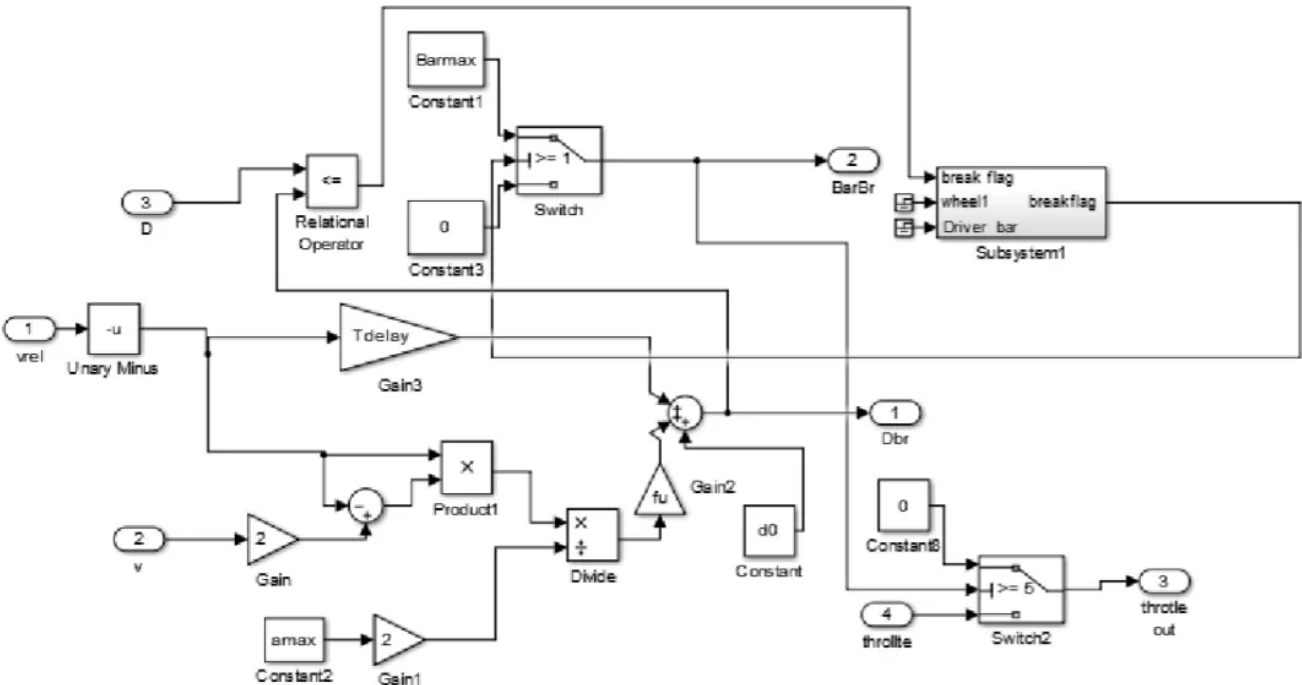 Barmax
Constant1
>= 1
Switch
2
BarBr
break flag
wheel1 breakflag
Driver bar
Subsystem1
<=
Relational
Operator
3
D
0
Constant3
1
vrel
-u
Unary Minus
Tdelay
Gain3
1
Dbr
×
Product1
fu
Gain2
0
Constant8
2
v
2
Gain
×
÷
Divide
d0
Constant
>= 5
Switch2
3
throtle
out
4
throllte
amax
Constant2
2
Gain1